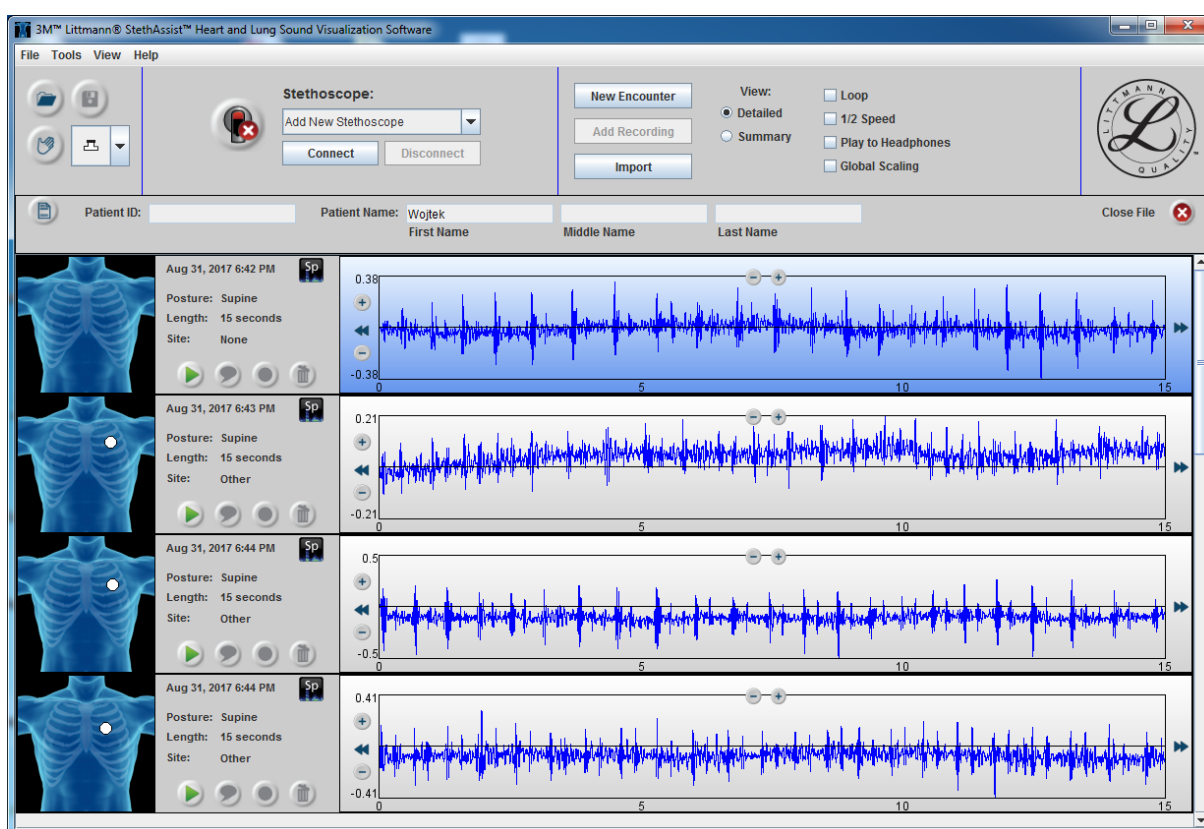 3M™ Littmann® StethAssist™ Heart and Lung Sound Visualization Software
File Tools View Help
Stethoscope:
Add New Stethoscope
Connect Disconnect
New Encounter
Add Recording
Import
View:
Detailed
Summary
Loop
1/2 Speed
Play to Headphones
Global Scaling
LITTMANN
L
QUALITY
Patient ID: Patient Name: Wojtek Close File
First Name Middle Name Last Name
Aug 31, 2017 6:42 PM Sp
Posture: Supine
Length: 15 seconds
Site: None
0.38
-0.38
0 5 10 15
Aug 31, 2017 6:43 PM Sp
Posture: Supine
Length: 15 seconds
Site: Other
0.21
-0.21
0 5 10 15
Aug 31, 2017 6:44 PM Sp
Posture: Supine
Length: 15 seconds
Site: Other
0.5
-0.5
0 5 10 15
Aug 31, 2017 6:44 PM Sp
Posture: Supine
Length: 15 seconds
Site: Other
0.41
-0.41
0 5 10 15